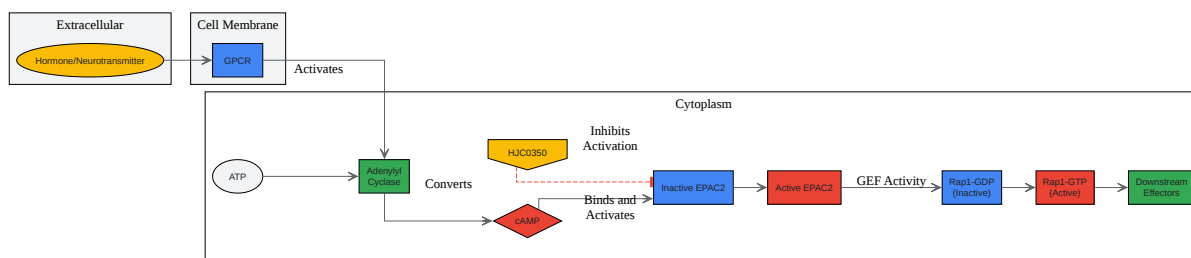 Extracellular
Cell Membrane
Hormone/Neurotransmitter
GPCR
Activates
Cytoplasm
Inhibits
Activation
HJC0350
ATP
Adenylyl
Cyclase
Converts
cAMP
Binds and
Activates
Inactive EPAC2
Active EPAC2
GEF Activity
Rap1-GDP
(Inactive)
Rap1-GTP
(Active)
Downstream
Effectors